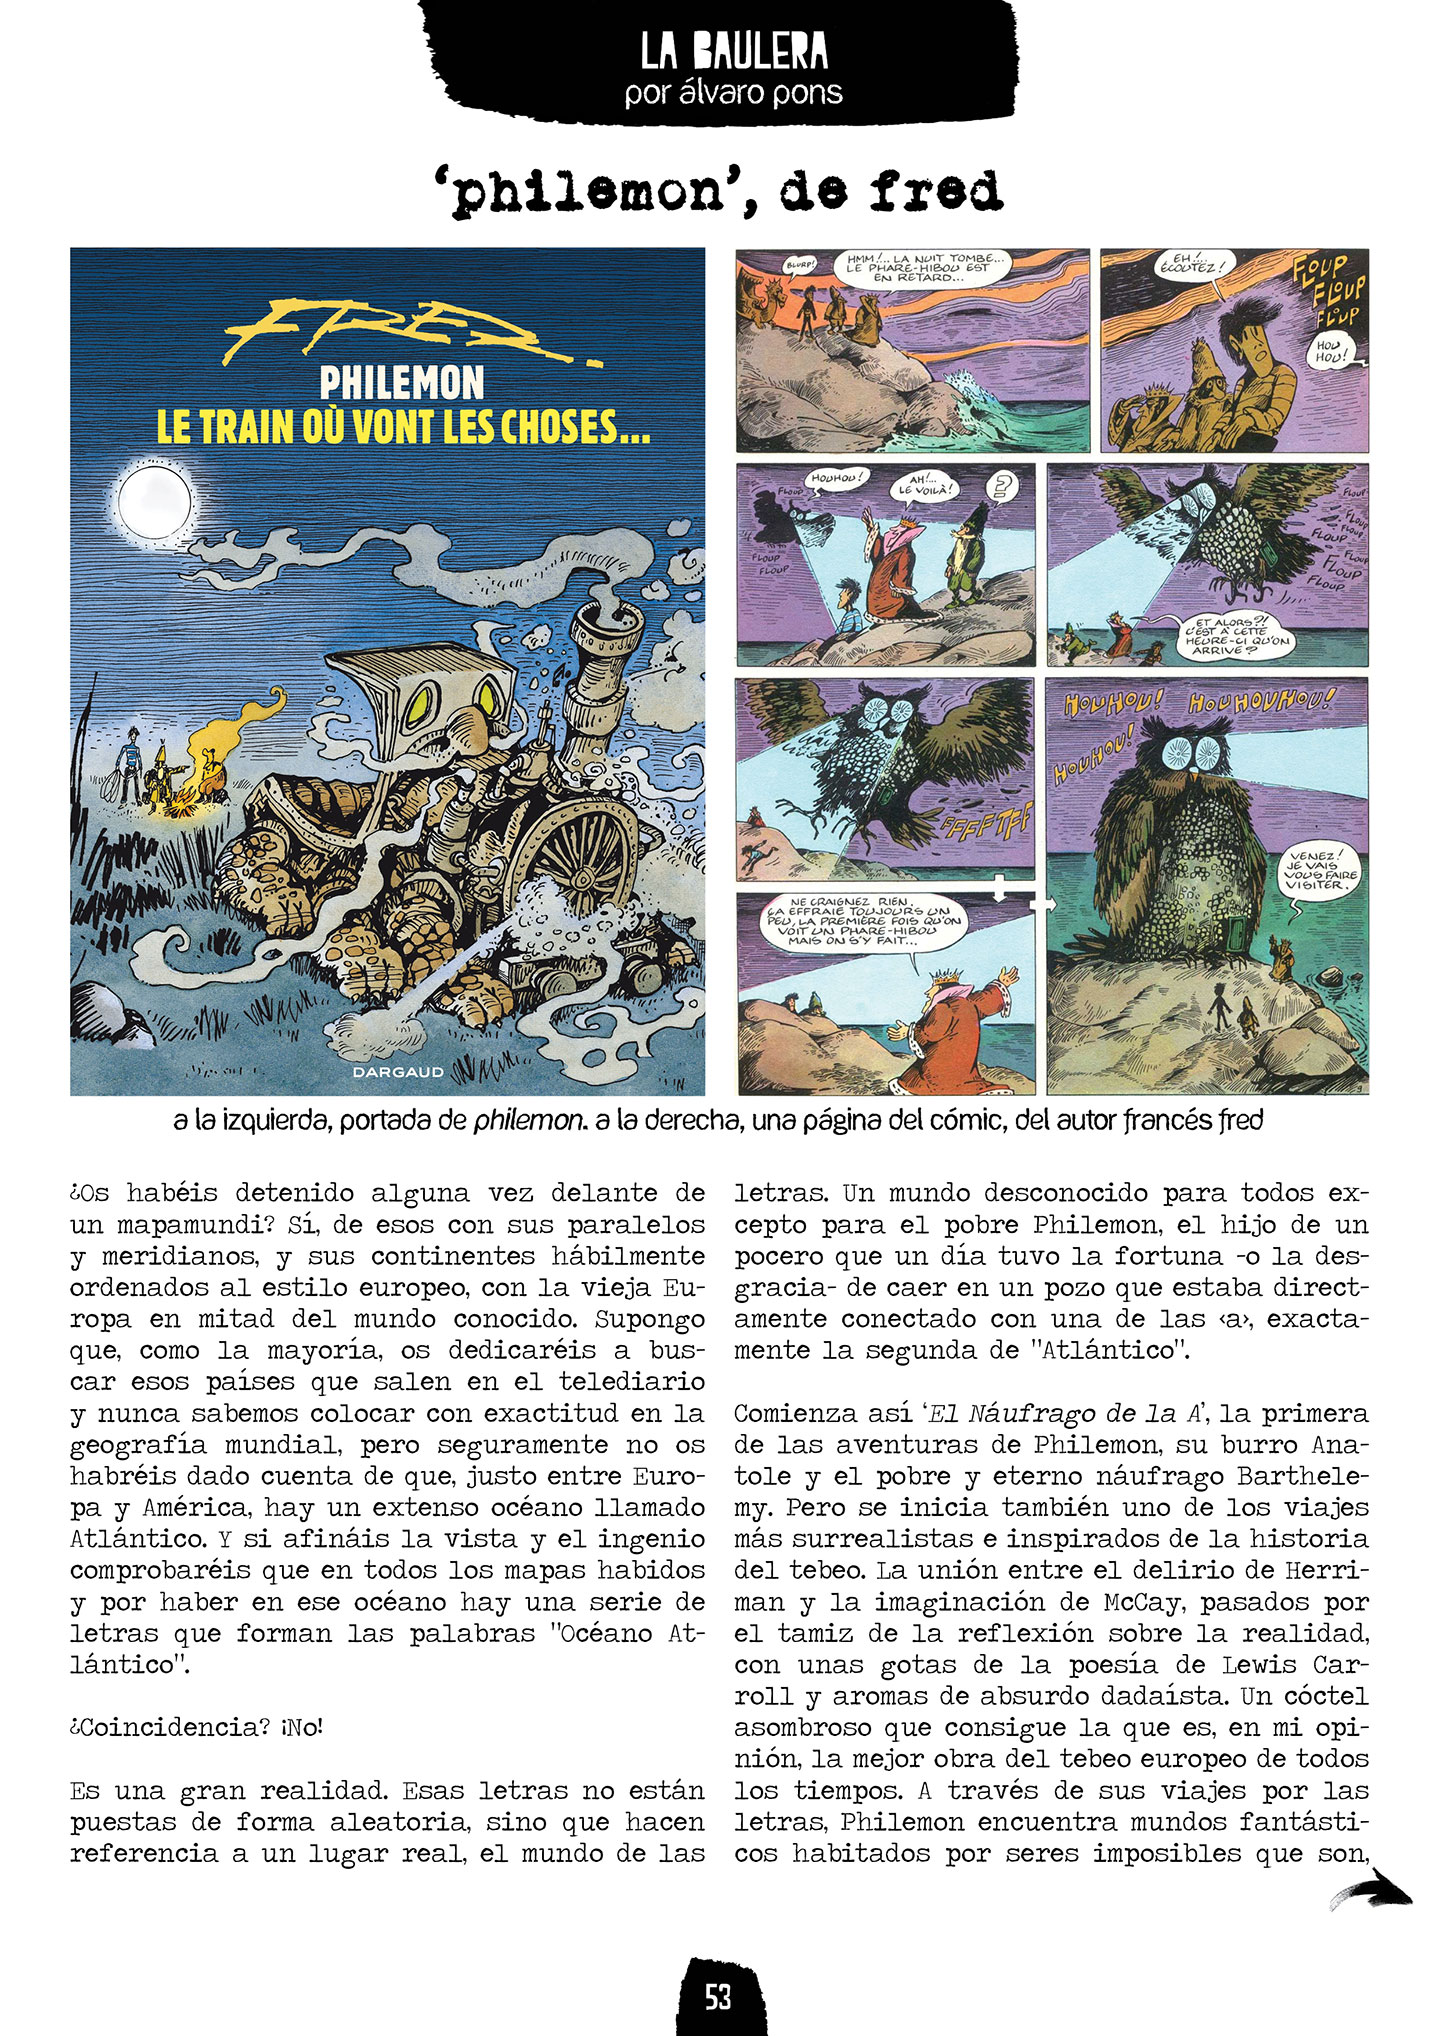 LA BAULERA
por álvaro pons
‘philemon’, de fred
FRED.
PHILEMON
LE TRAIN OÙ VONT LES CHOSES...
DARGAUD
BLURP!
HMM!... LA NUIT TOMBE...
LE PHARE-HIBOU EST
EN RETARD...
EH!...
ÉCOUTEZ!
FLOUP
FLOUP
FLOUP
HOU
HOU!
FLOUP
HOUHOU!
AH!...
LE VOILÀ!
?
FLOUP
FLOUP
FLOUP
FLOUP
FLOUP
FLOUP
FLOUP
FLOUP
FLOUP
ET ALORS?!
C'EST À CETTE
HEURE-CI QU'ON
ARRIVE?
FFFFTFF
HOUHOU!
HOUHOUHOU!
HOUHOU!
NE CRAIGNEZ RIEN.
ÇA EFFRAIE TOUJOURS UN
PEU, LA PREMIÈRE FOIS QU'ON
VOIT UN PHARE-HIBOU
MAIS ON S'Y FAIT...
VENEZ!
JE VAIS
VOUS FAIRE
VISITER.
9
a la izquierda, portada de philemon. a la derecha, una página del cómic, del autor francés fred
¿Os habéis detenido alguna vez delante de
un mapamundi? Sí, de esos con sus paralelos
y meridianos, y sus continentes hábilmente
ordenados al estilo europeo, con la vieja Eu-
ropa en mitad del mundo conocido. Supongo
que, como la mayoría, os dedicaréis a bus-
car esos países que salen en el telediario
y nunca sabemos colocar con exactitud en la
geografía mundial, pero seguramente no os
habréis dado cuenta de que, justo entre Euro-
pa y América, hay un extenso océano llamado
Atlántico. Y si afináis la vista y el ingenio
comprobaréis que en todos los mapas habidos
y por haber en ese océano hay una serie de
letras que forman las palabras "Océano At-
lántico".
¿Coincidencia? ¡No!
Es una gran realidad. Esas letras no están
puestas de forma aleatoria, sino que hacen
referencia a un lugar real, el mundo de las
letras. Un mundo desconocido para todos ex-
cepto para el pobre Philemon, el hijo de un
pocero que un día tuvo la fortuna -o la des-
gracia- de caer en un pozo que estaba direct-
amente conectado con una de las ‹a›, exacta-
mente la segunda de "Atlántico".
Comienza así ‘El Náufrago de la A’, la primera
de las aventuras de Philemon, su burro Ana-
tole y el pobre y eterno náufrago Barthele-
my. Pero se inicia también uno de los viajes
más surrealistas e inspirados de la historia
del tebeo. La unión entre el delirio de Herri-
man y la imaginación de McCay, pasados por
el tamiz de la reflexión sobre la realidad,
con unas gotas de la poesía de Lewis Car-
roll y aromas de absurdo dadaísta. Un cóctel
asombroso que consigue la que es, en mi opi-
nión, la mejor obra del tebeo europeo de todos
los tiempos. A través de sus viajes por las
letras, Philemon encuentra mundos fantásti-
cos habitados por seres imposibles que son,
53